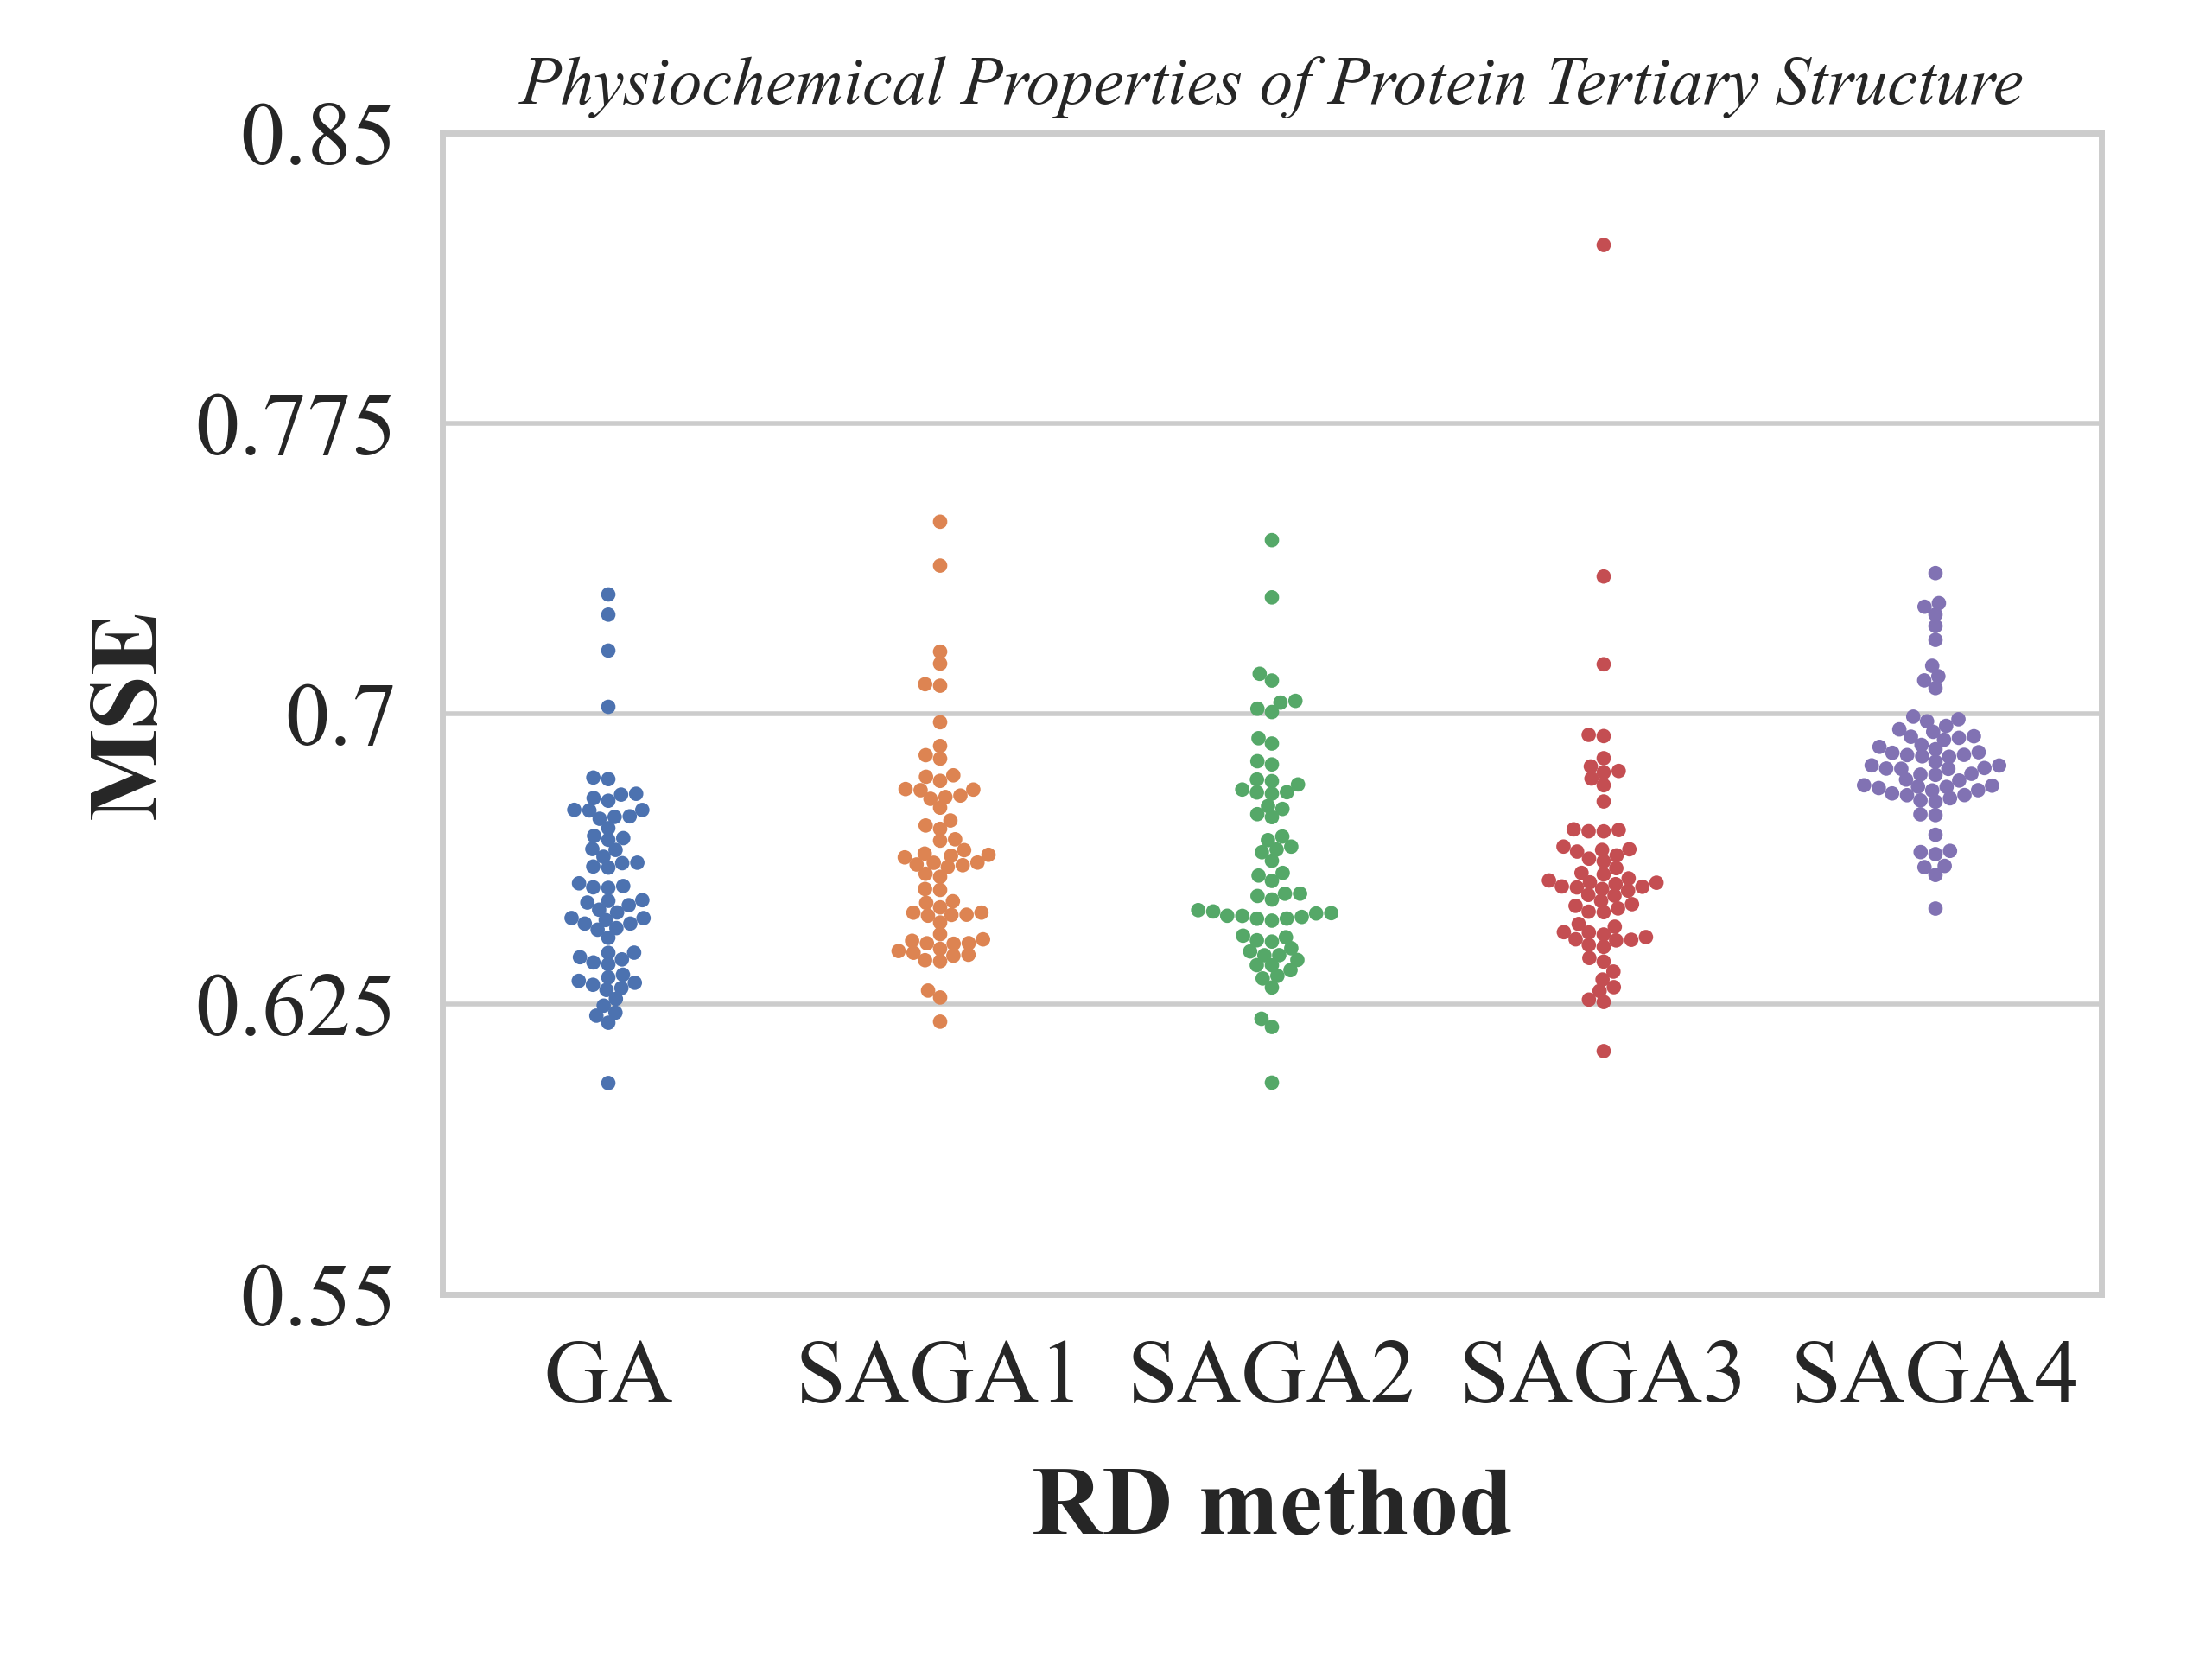 Physiochemical Properties of Protein Tertiary Structure
0.85
0.775
0.7
0.625
0.55
MSE
GA SAGA1 SAGA2 SAGA3 SAGA4
RD method